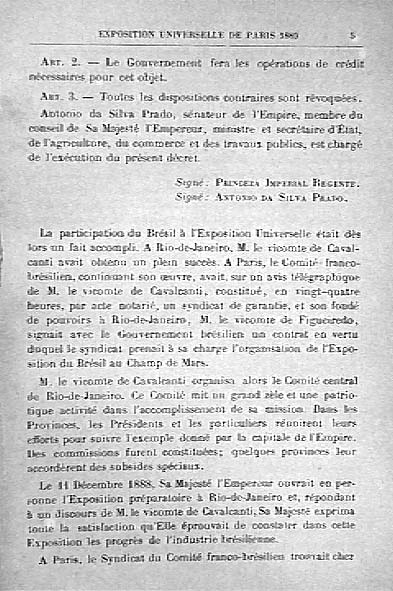 EXPOSITION UNIVERSELLE DE PARIS 1889 5
ART. 2. — Le Gouvernement fera les opérations de crédit
nécessaires pour cet objet.
ART. 3. — Toutes les dispositions contraires sont révoquées.
Antonio da Silva Prado, sénateur de l'Empire, membre du
conseil de Sa Majesté l'Empereur, ministre et secrétaire d'État,
de l'agriculture, du commerce et des travaux publics, est chargé
de l'exécution du présent décret.
Signé : PRINCEZA IMPERIAL REGENTE.
Signé : ANTONIO DA SILVA PRADO.
La participation du Brésil à l'Exposition Universelle était dès
lors un fait accompli. A Rio-de-Janeiro, M. le vicomte de Caval-
canti avait obtenu un plein succès. A Paris, le Comité franco-
brésilien, continuant son œuvre, avait, sur un avis télégraphique
de M. le vicomte de Cavalcanti, constitué, en vingt-quatre
heures, par acte notarié, un syndicat de garantie, et son fondé
de pouvoirs à Rio-de-Janeiro, M. le vicomte de Figueiredo,
signait avec le Gouvernement brésilien un contrat en vertu
duquel le syndicat prenait à sa charge l'organisation de l'Expo-
sition du Brésil au Champ de Mars.
M. le vicomte de Cavalcanti organisa alors le Comité central
de Rio-de-Janeiro. Ce Comité mit un grand zèle et une patrio-
tique activité dans l'accomplissement de sa mission. Dans les
Provinces, les Présidents et les particuliers réunirent leurs
efforts pour suivre l'exemple donné par la capitale de l'Empire.
Des commissions furent constituées; quelques provinces leur
accordèrent des subsides spéciaux.
Le 11 Décembre 1888, Sa Majesté l'Empereur ouvrait en per-
sonne l'Exposition préparatoire à Rio-de-Janeiro et, répondant
à un discours de M. le vicomte de Cavalcanti, Sa Majesté exprima
toute la satisfaction qu'Elle éprouvait de constater dans cette
Exposition les progrès de l'industrie brésilienne.
A Paris, le Syndicat du Comité franco-brésilien trouvait chez